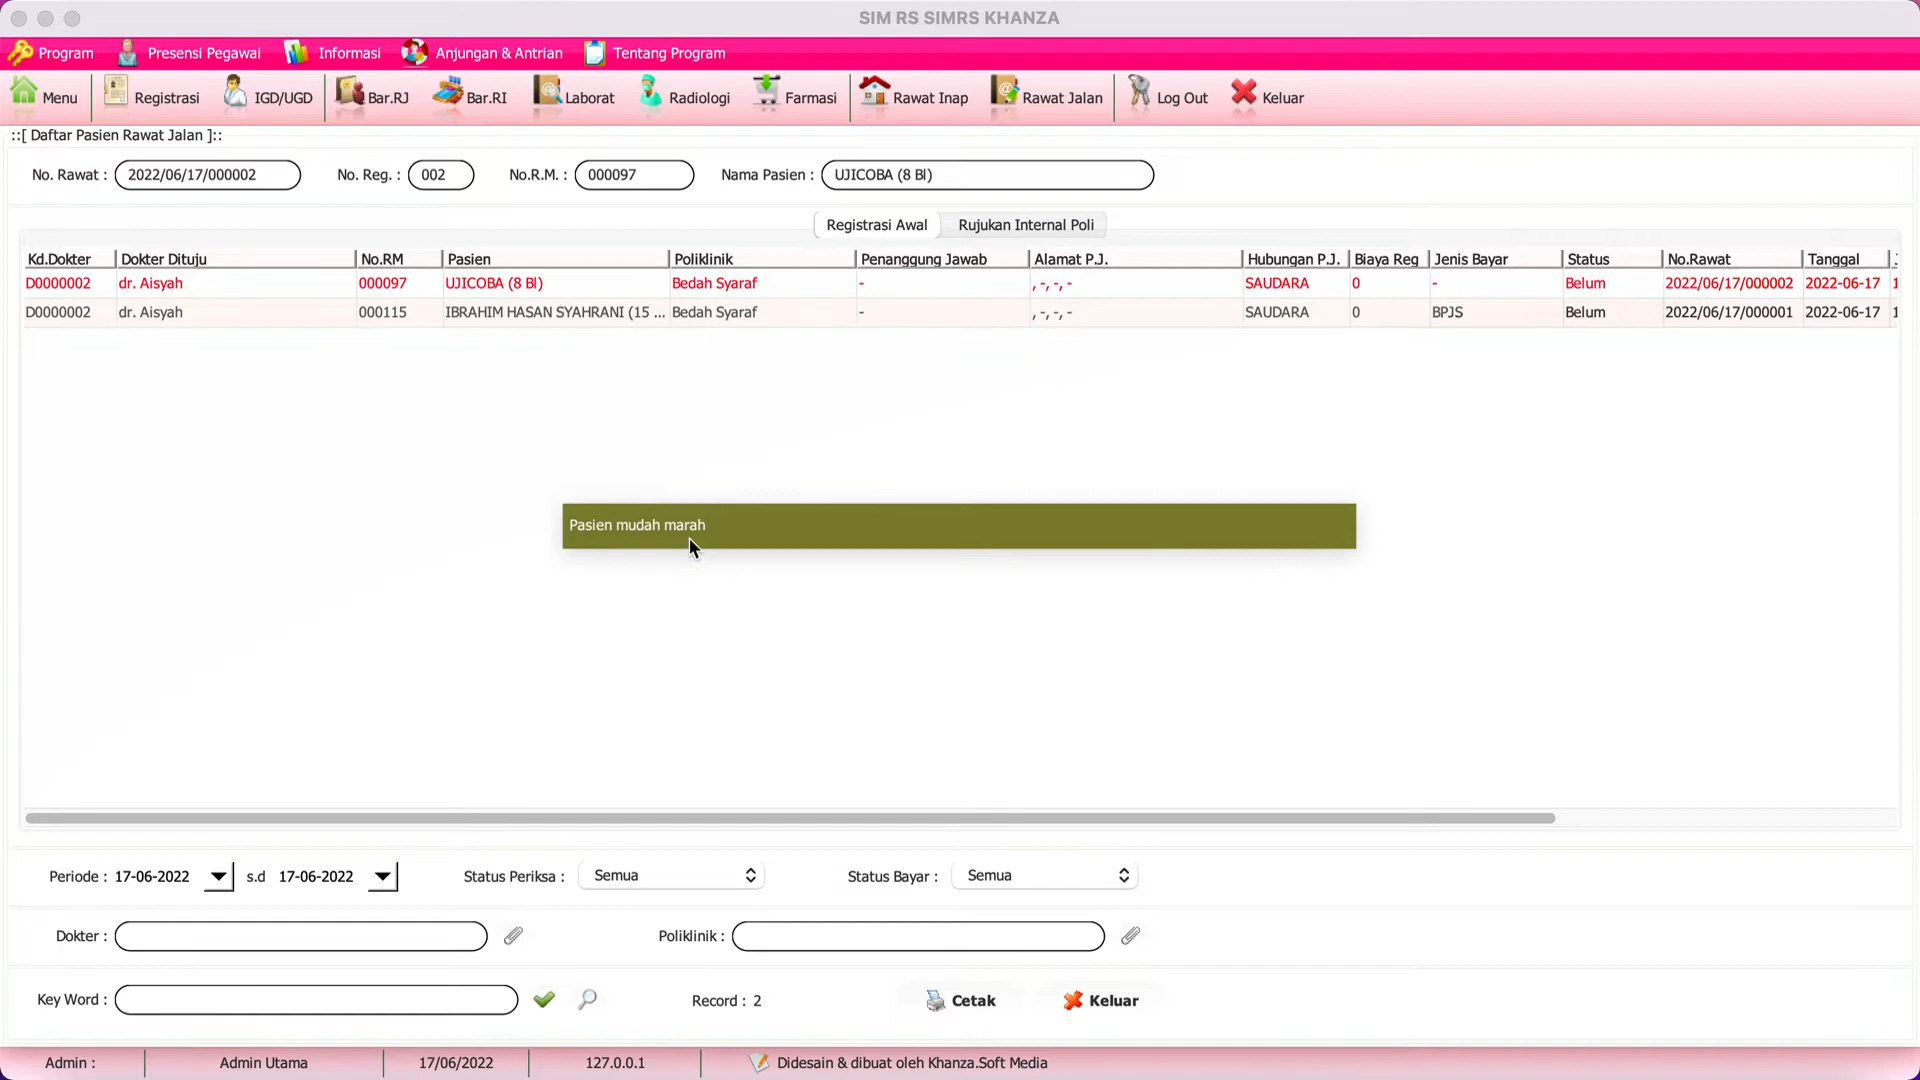 SIM RS SIMRS KHANZA
Program Presensi Pegawai Informasi Anjungan & Antrian Tentang Program
Menu Registrasi IGD/UGD Bar.RJ Bar.RI Laborat Radiologi Farmasi Rawat Inap Rawat Jalan Log Out Keluar
::[ Daftar Pasien Rawat Jalan ]::
No. Rawat : 2022/06/17/000002 No. Reg. : 002 No.R.M. : 000097 Nama Pasien : UJICOBA (8 Bl)
Registrasi Awal Rujukan Internal Poli
Kd.Dokter Dokter Dituju No.RM Pasien Poliklinik Penanggung Jawab Alamat P.J. Hubungan P.J. Biaya Reg Jenis Bayar Status No.Rawat Tanggal
D0000002 dr. Aisyah 000097 UJICOBA (8 Bl) Bedah Syaraf - , -, -, - SAUDARA 0 - Belum 2022/06/17/000002 2022-06-17
D0000002 dr. Aisyah 000115 IBRAHIM HASAN SYAHRANI (15 ... Bedah Syaraf - , -, -, - SAUDARA 0 BPJS Belum 2022/06/17/000001 2022-06-17
Pasien mudah marah
Periode : 17-06-2022 s.d 17-06-2022 Status Periksa : Semua Status Bayar : Semua
Dokter : Poliklinik :
Key Word : Record : 2 Cetak Keluar
Admin : Admin Utama 17/06/2022 127.0.0.1 Didesain & dibuat oleh Khanza.Soft Media